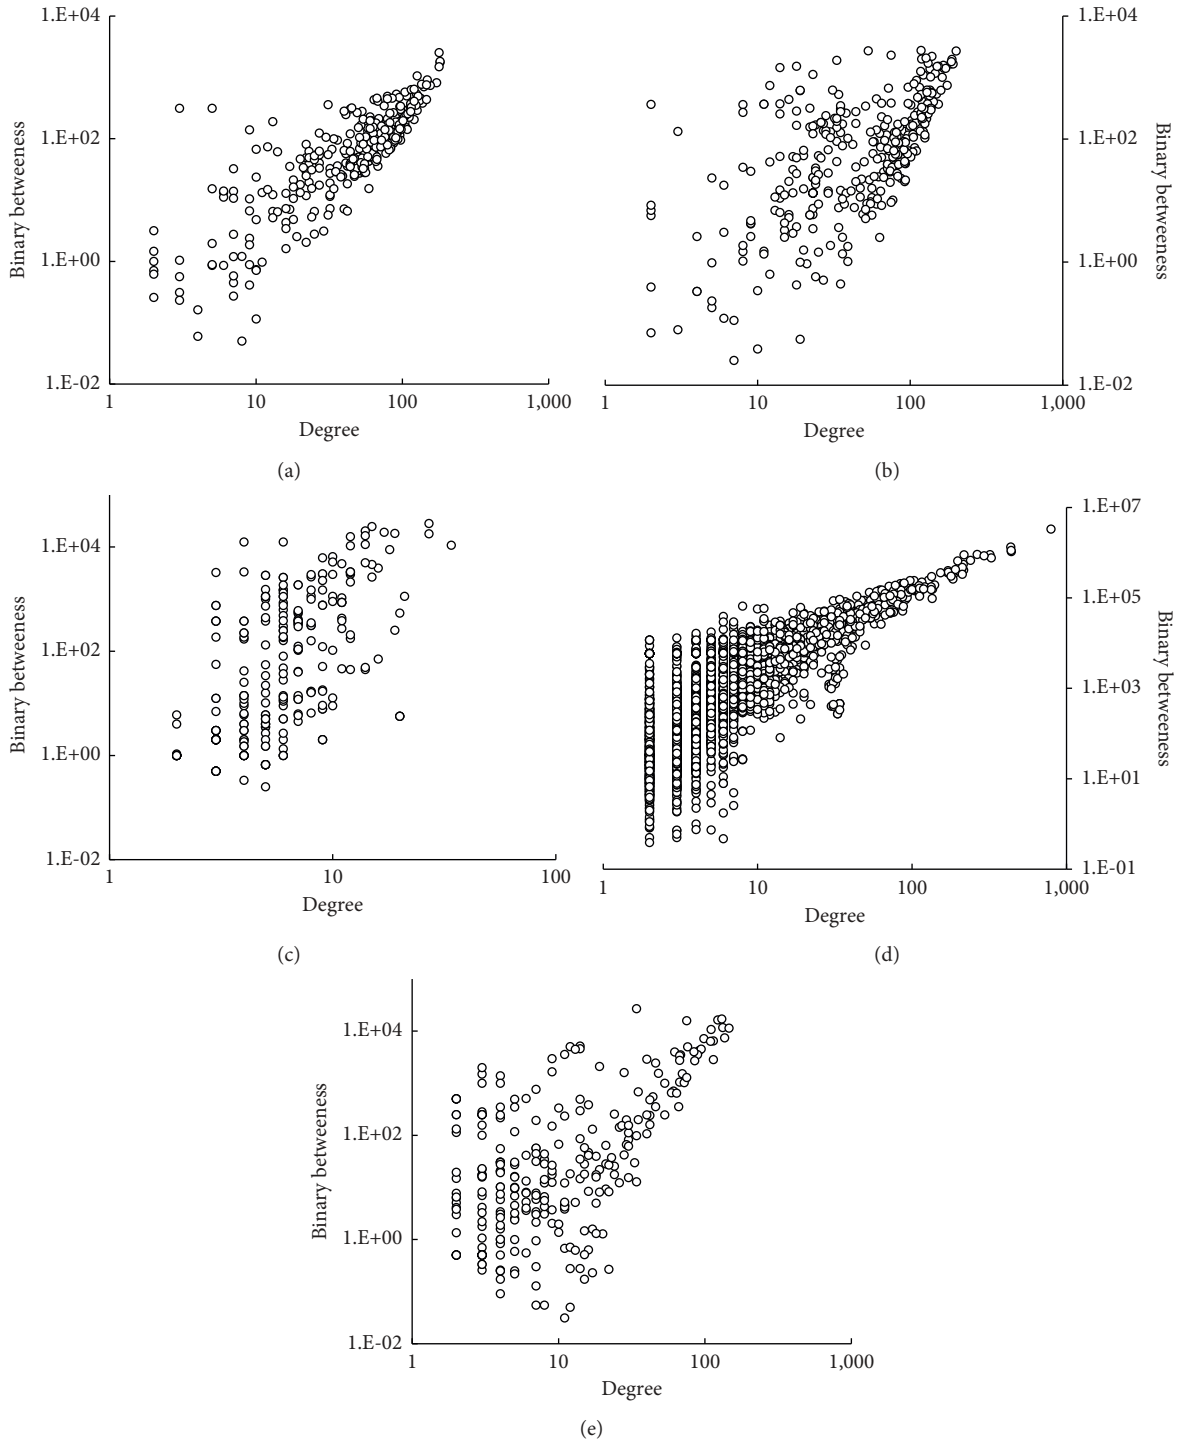 1.E+04
1.E+02
1.E+00
1.E–02
Binary betweeness
1
10
100
1,000
Degree
(a)
1.E+04
1.E+02
1.E+00
1.E–02
Binary betweeness
1
10
100
1,000
Degree
(b)
1.E+04
1.E+02
1.E+00
1.E–02
Binary betweeness
1
10
100
Degree
(c)
1.E+07
1.E+05
1.E+03
1.E+01
1.E–01
Binary betweeness
1
10
100
1,000
Degree
(d)
1.E+04
1.E+02
1.E+00
1.E–02
Binary betweeness
1
10
100
1,000
Degree
(e)